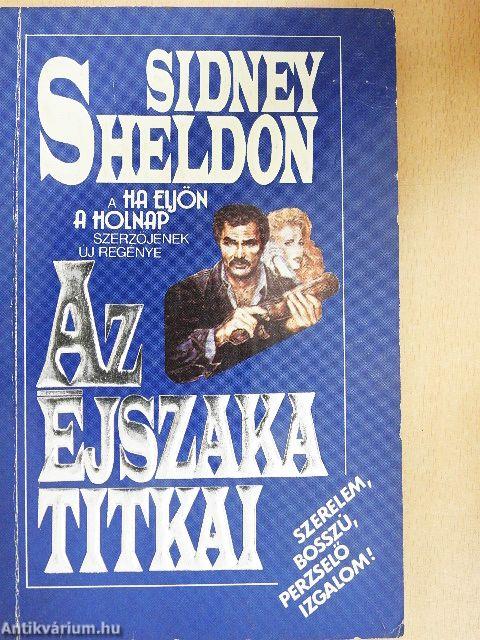 SIDNEY
SHELDON
A HA ELJÖN
A HOLNAP
SZERZŐJÉNEK
ÚJ REGÉNYE
AZ
ÉJSZAKA
TITKAI
SZERELEM,
BOSSZÚ,
PERZSELŐ
IZGALOM!
Antikvárium.hu